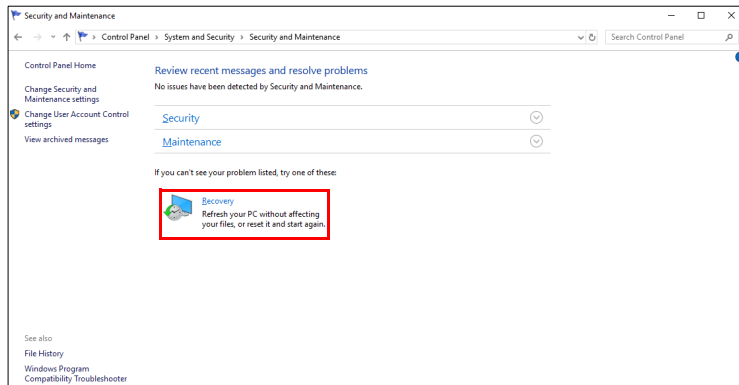 Security and Maintenance
Control Panel › System and Security › Security and Maintenance
Search Control Panel
Control Panel Home
Change Security and
Maintenance settings
Change User Account Control
settings
View archived messages
Review recent messages and resolve problems
No issues have been detected by Security and Maintenance.
Security
Maintenance
If you can't see your problem listed, try one of these:
Recovery
Refresh your PC without affecting
your files, or reset it and start again.
See also
File History
Windows Program
Compatibility Troubleshooter